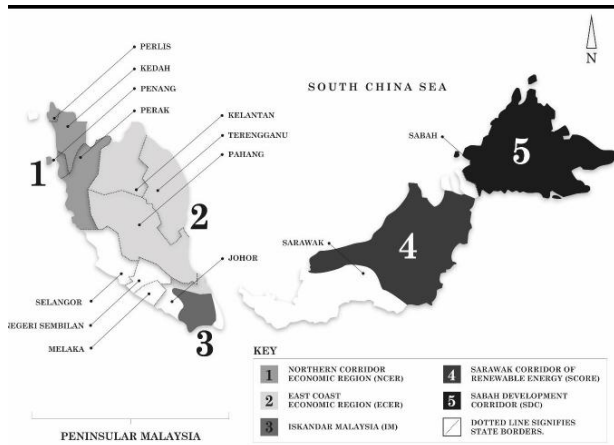 PERLIS
KEDAH
PENANG
PERAK
SOUTH CHINA SEA
N
KELANTAN
TERENGGANU
PAHANG
SABAH
1
2
5
4
JOHOR
SARAWAK
SELANGOR
NEGERI SEMBILAN
MELAKA
3
KEY
1 NORTHERN CORRIDOR
ECONOMIC REGION (NCER)
2 EAST COAST
ECONOMIC REGION (ECER)
3 ISKANDAR MALAYSIA (IM)
4 SARAWAK CORRIDOR OF
RENEWABLE ENERGY (SCORE)
5 SABAH DEVELOPMENT
CORRIDOR (SDC)
DOTTED LINE SIGNIFIES
STATE BORDERS.
PENINSULAR MALAYSIA